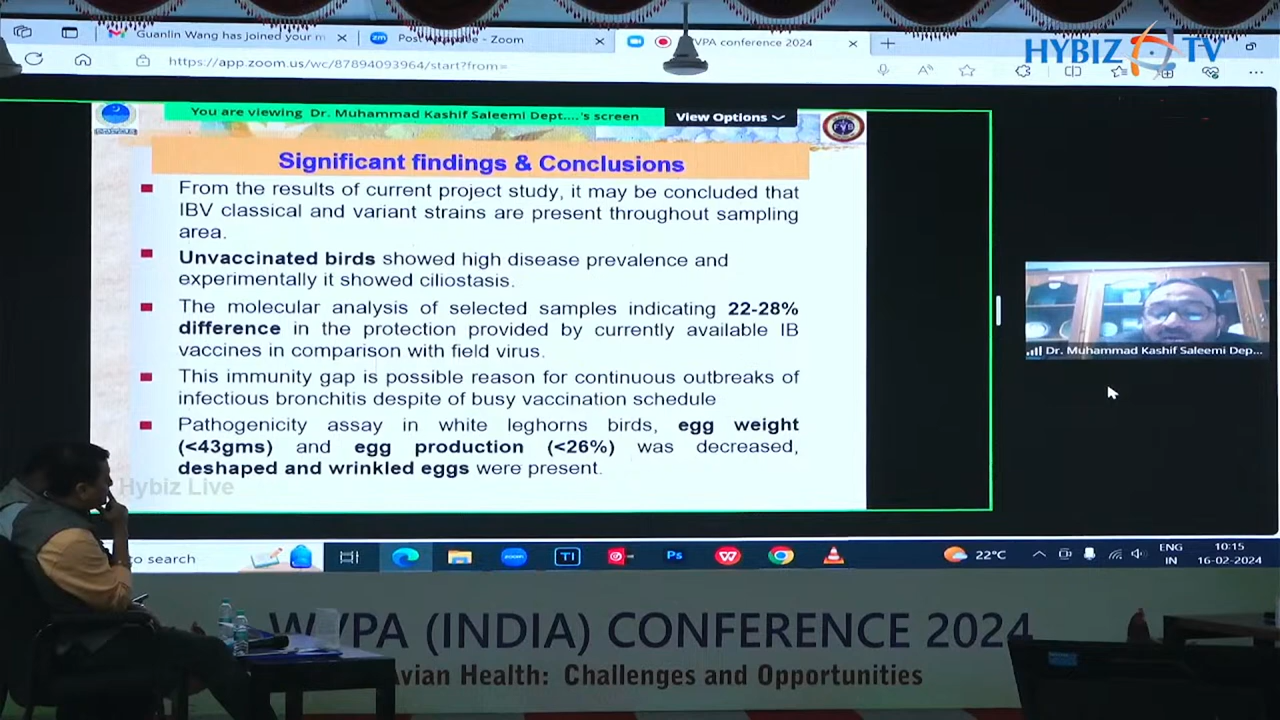 Guanlin Wang has joined your m
Zoom
VPA conference 2024
HYBIZ TV
https://app.zoom.us/wc/87894093964/start?from=
You are viewing Dr. Muhammad Kashif Saleemi Dept....'s screen
View Options
FVS
Significant findings & Conclusions
From the results of current project study, it may be concluded that
IBV classical and variant strains are present throughout sampling
area.
Unvaccinated birds showed high disease prevalence and
experimentally it showed ciliostasis.
The molecular analysis of selected samples indicating 22-28%
difference in the protection provided by currently available IB
vaccines in comparison with field virus.
This immunity gap is possible reason for continuous outbreaks of
infectious bronchitis despite of busy vaccination schedule
Pathogenicity assay in white leghorns birds, egg weight
(<43gms) and egg production (<26%) was decreased,
deshaped and wrinkled eggs were present.
Dr. Muhammad Kashif Saleemi Dep...
Hybiz Live
to search
zoom
TI
Ps
22°C
ENG
IN
10:15
16-02-2024
WVPA (INDIA) CONFERENCE 2024
Avian Health: Challenges and Opportunities